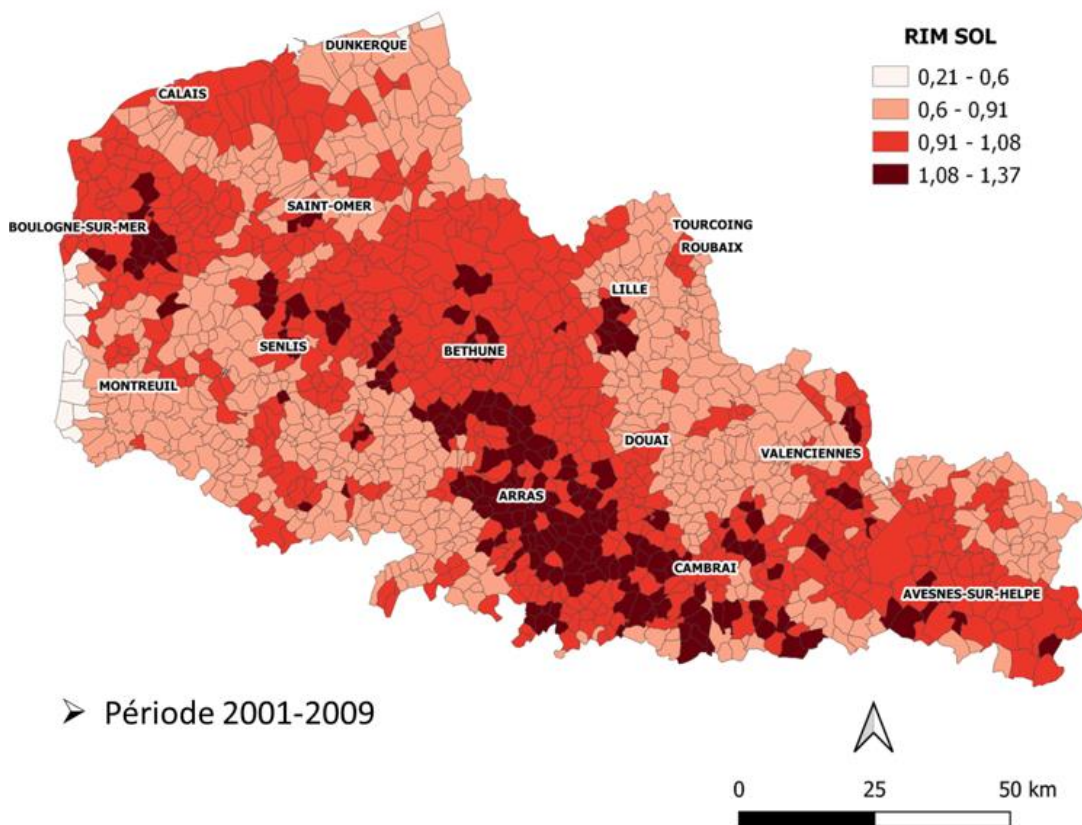 RIM SOL
0,21 - 0,6
0,6 - 0,91
0,91 - 1,08
1,08 - 1,37
DUNKERQUE
CALAIS
SAINT-OMER
BOULOGNE-SUR-MER
TOURCOING
ROUBAIX
LILLE
SENLIS
BETHUNE
MONTREUIL
DOUAI
VALENCIENNES
ARRAS
CAMBRAI
AVESNES-SUR-HELPE
➢ Période 2001-2009
0 25 50 km